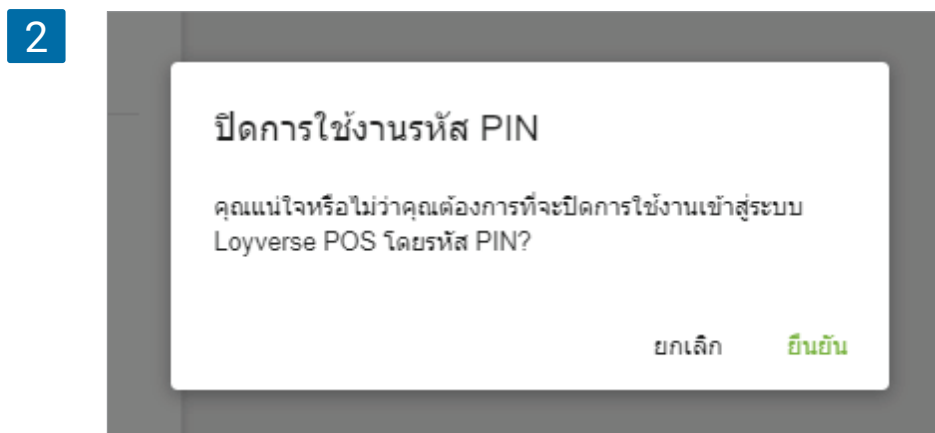 2
ปิดการใช้งานรหัส PIN
คุณแน่ใจหรือไม่ว่าคุณต้องการที่จะปิดการใช้งานเข้าสู่ระบบ
Loyverse POS โดยรหัส PIN?
ยกเลิก ยืนยัน